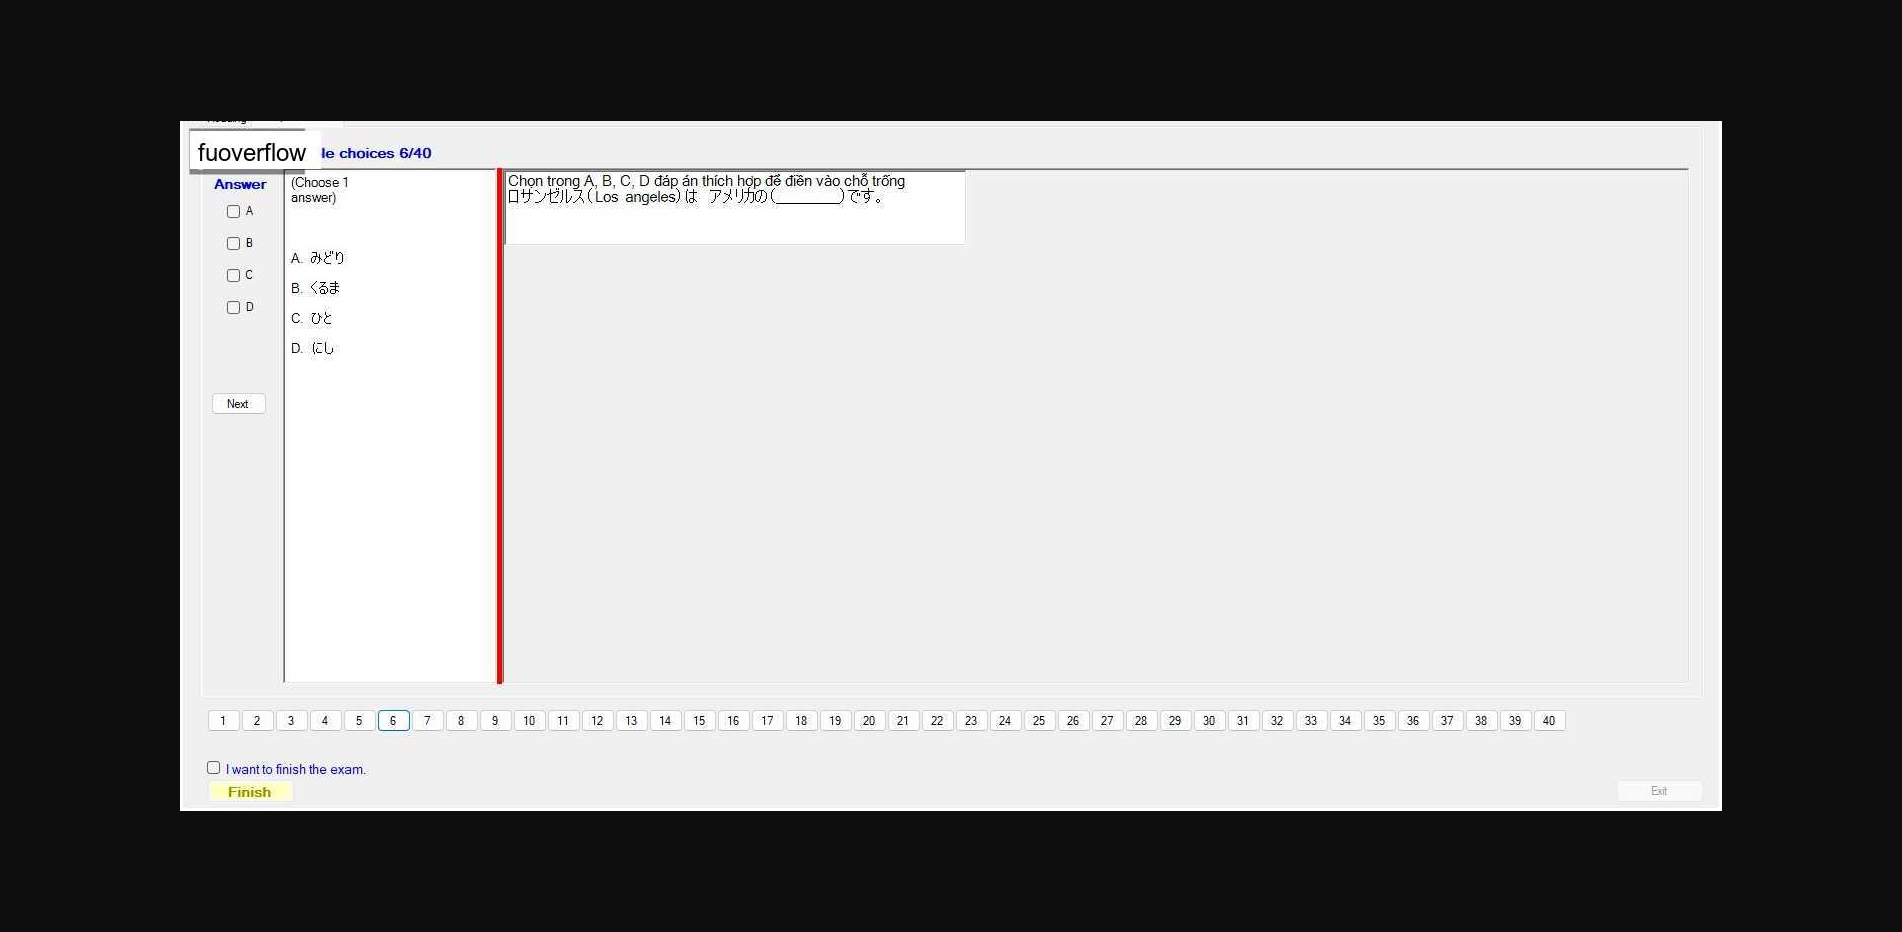 fuoverflow
le choices 6/40
Answer
(Choose 1
answer)
Chọn trong A, B, C, D đáp án thích hợp để điền vào chỗ trống
ロサンゼルス(Los angeles)は アメリカの(________)です。
A
B
C
D
A. みどり
B. くるま
C. ひと
D. にし
Next
1 2 3 4 5 6 7 8 9 10 11 12 13 14 15 16 17 18 19 20 21 22 23 24 25 26 27 28 29 30 31 32 33 34 35 36 37 38 39 40
I want to finish the exam.
Finish
Exit